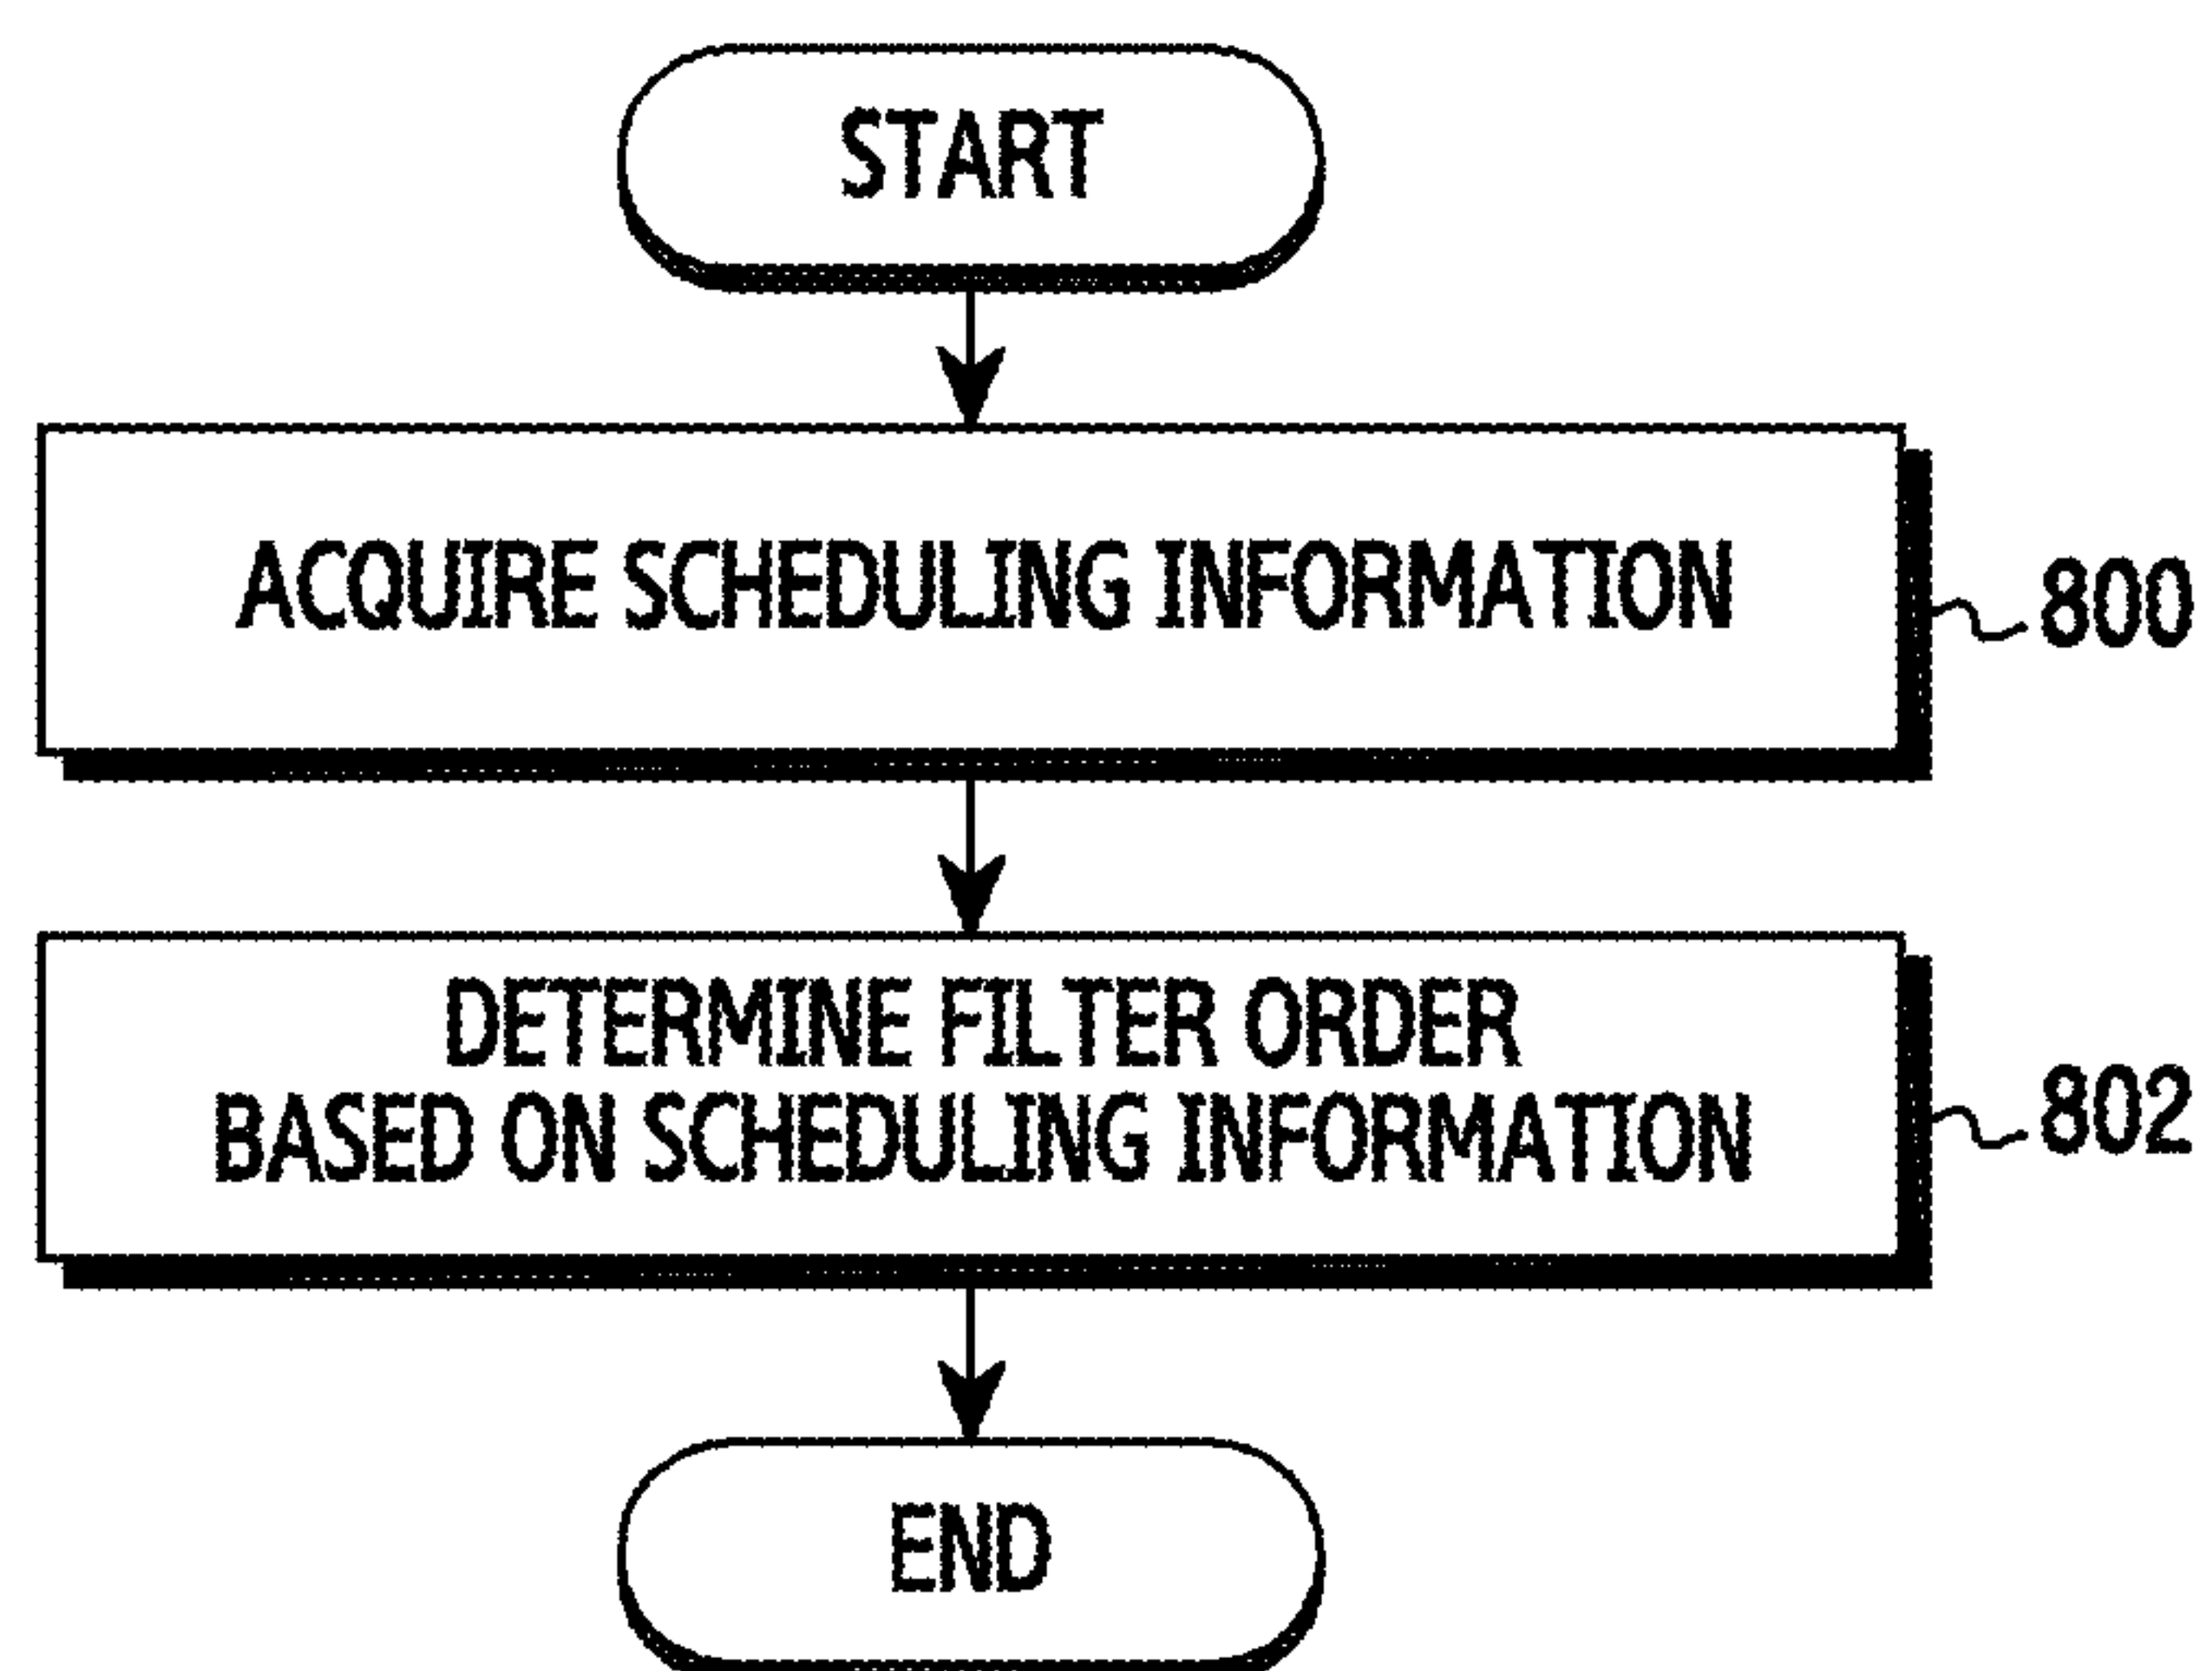 START
ACQUIRE SCHEDULING INFORMATION
800
DETERMINE FILTER ORDER
BASED ON SCHEDULING INFORMATION
802
END